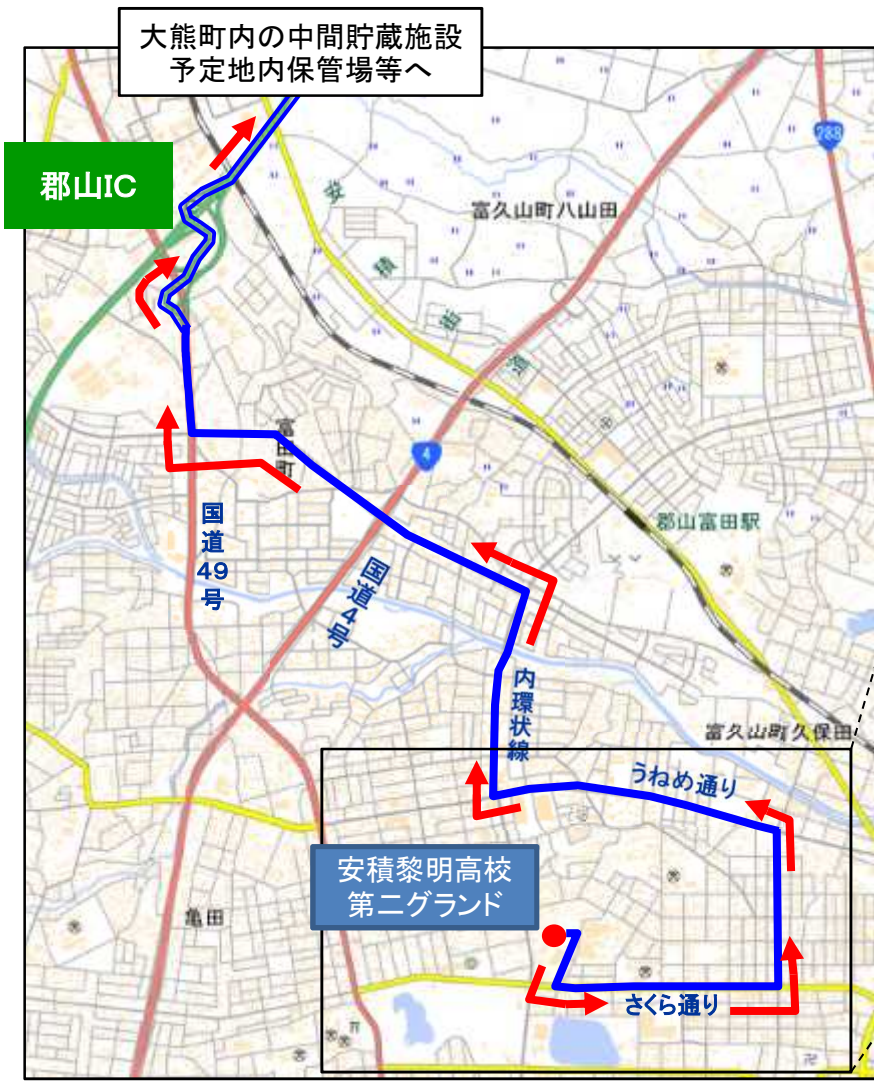 大熊町内の中間貯蔵施設
予定地内保管場等へ
郡山IC
288
富久山町八山田
安積街道
富田町
4
国道49号
国道4号
郡山富田駅
内環状線
富久山町久保田
うねめ通り
安積黎明高校
第二グランド
亀田
さくら通り